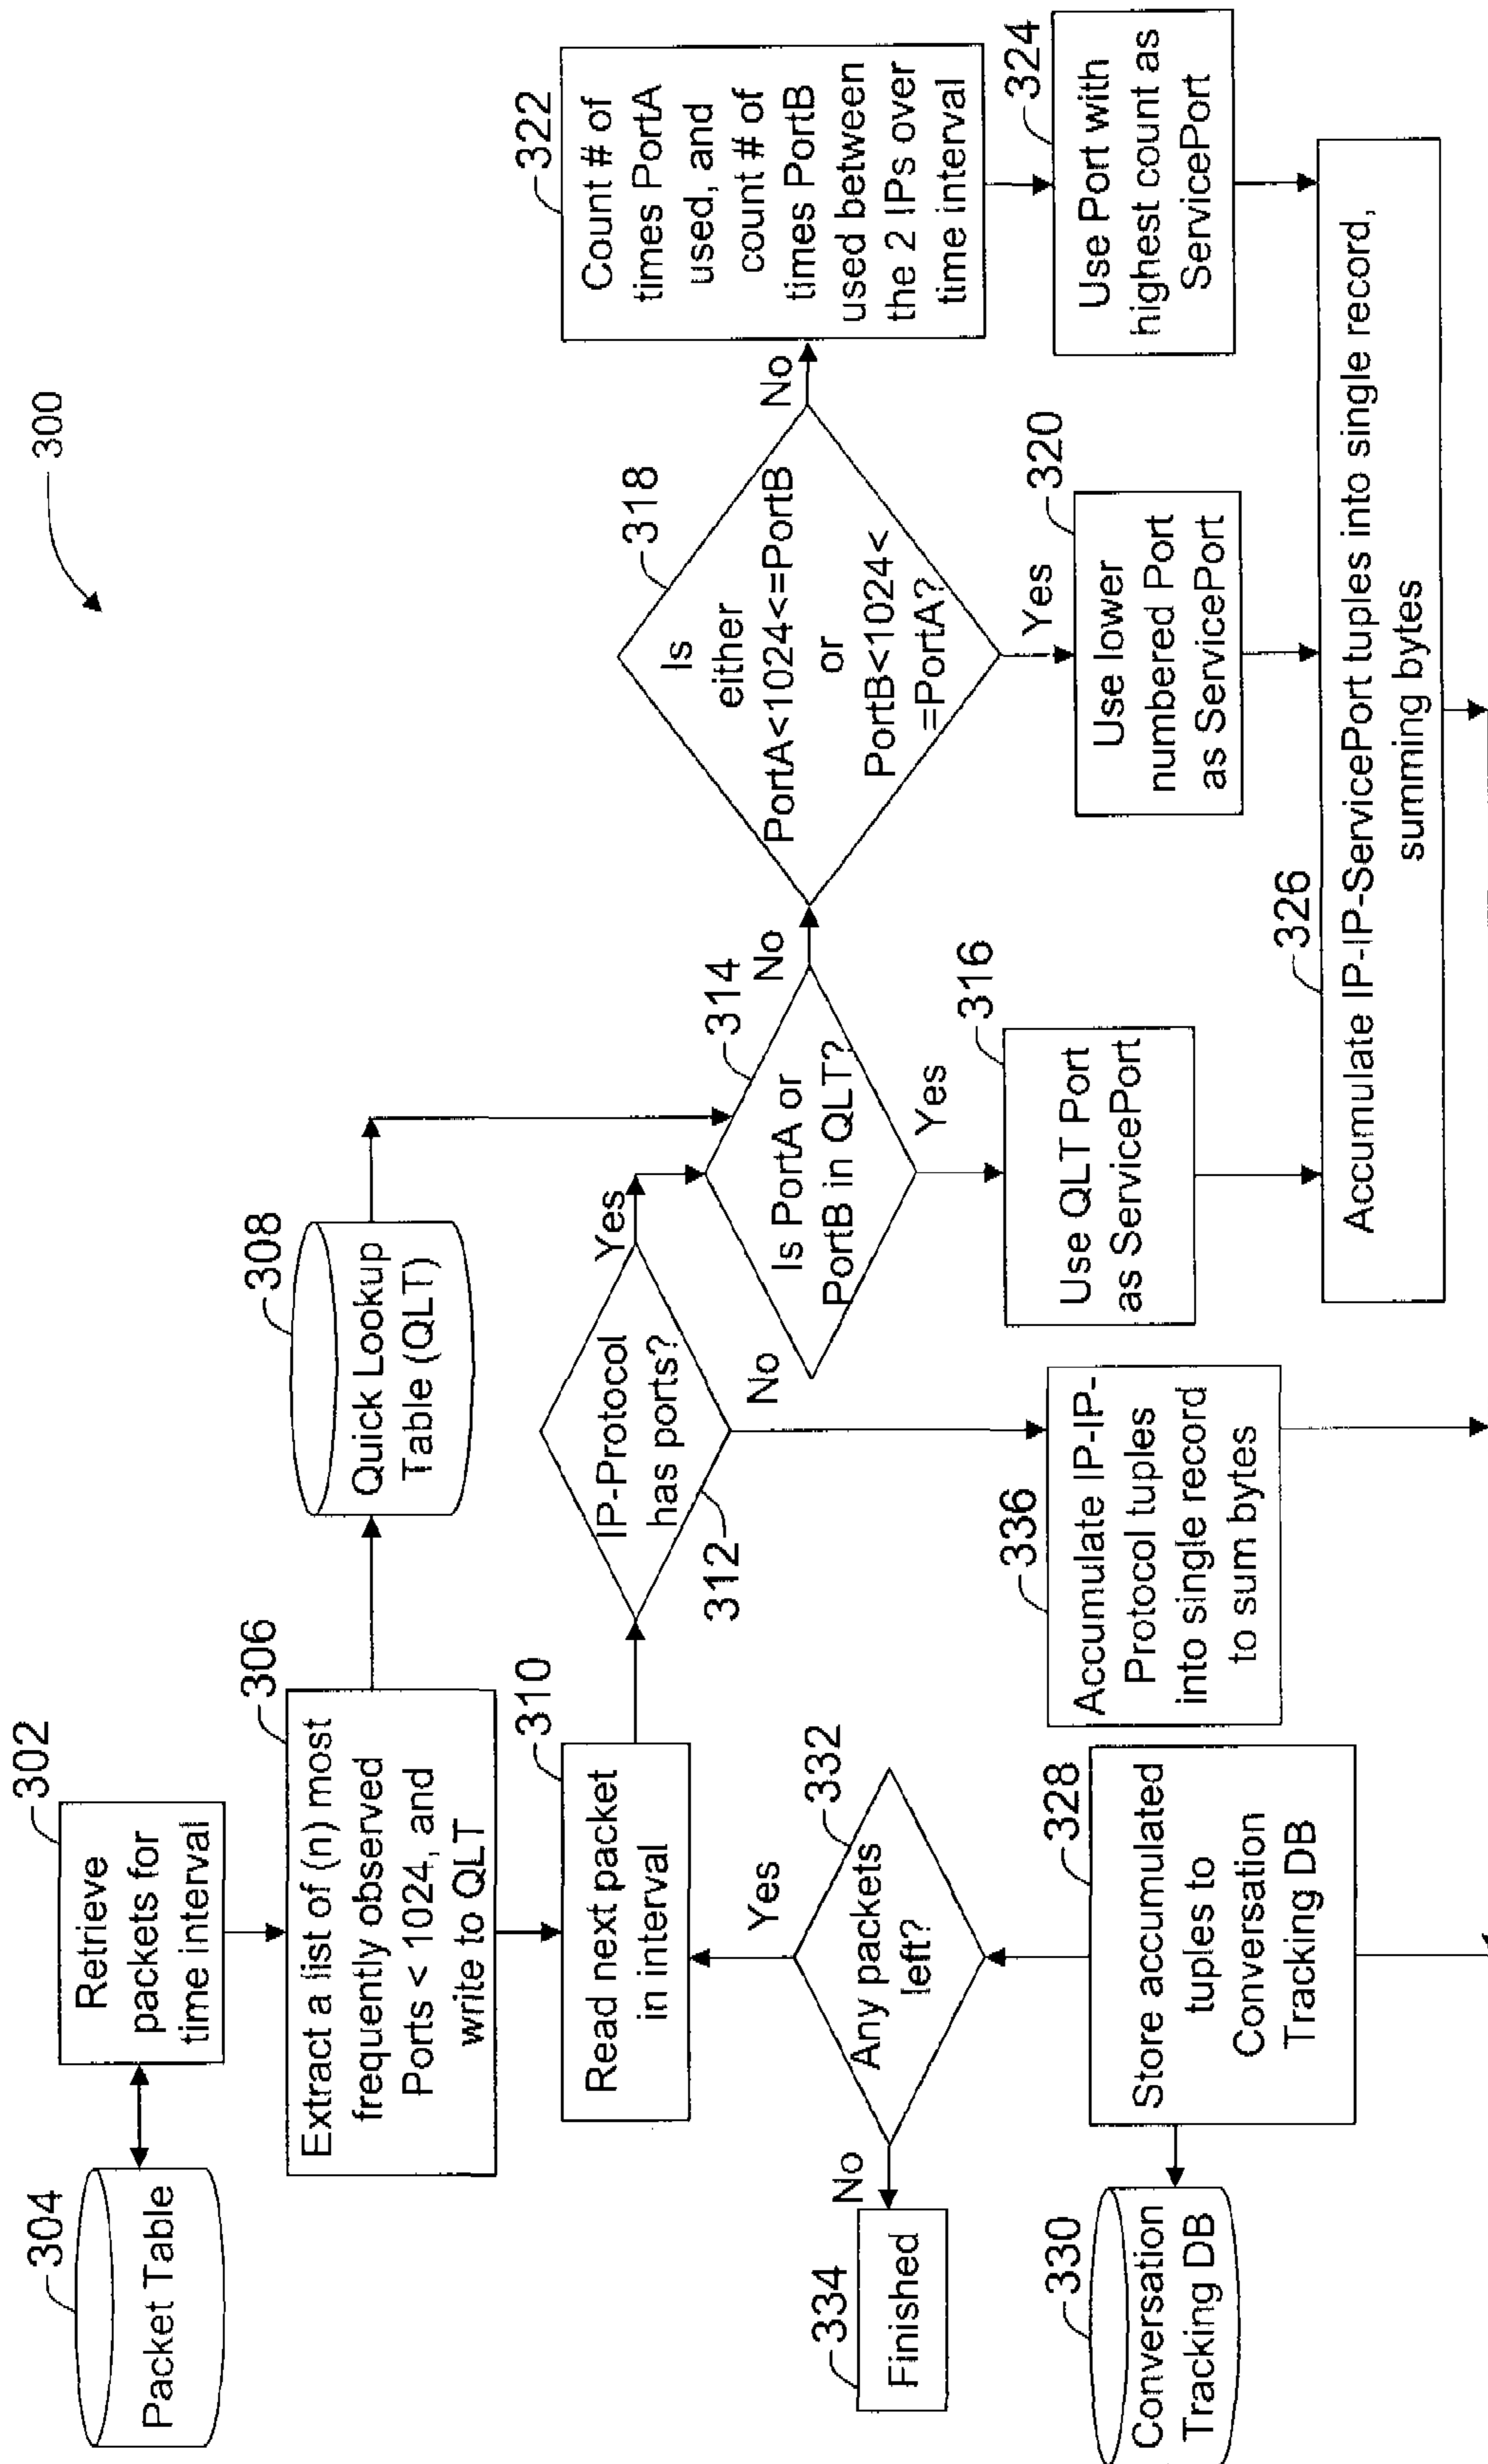 300
302
Retrieve
packets for
time interval
304
Packet Table
306
Extract a list of (n) most
frequently observed
Ports < 1024, and
write to QLT
308
Quick Lookup
Table (QLT)
310
Read next packet
in interval
IP-Protocol
has ports?
312
Yes
No
314
Is PortA or
PortB in QLT?
No
Yes
316
Use QLT Port
as ServicePort
318
Is
either
PortA<1024<=PortB
or
PortB<1024<
=PortA?
No
Yes
320
Use lower
numbered Port
as ServicePort
322
Count # of
times PortA
used, and
count # of
times PortB
used between
the 2 IPs over
time interval
324
Use Port with
highest count as
ServicePort
326
Accumulate IP-IP-ServicePort tuples into single record,
summing bytes
336
Accumulate IP-IP-
Protocol tuples
into single record
to sum bytes
332
Any packets
left?
Yes
No
334
Finished
328
Store accumulated
tuples to
Conversation
Tracking DB
330
Conversation
Tracking DB